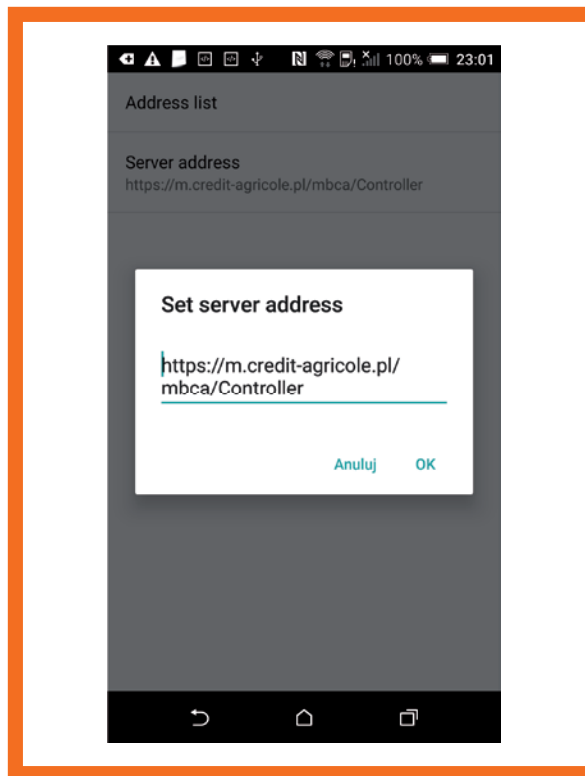 100% 23:01
Address list
Server address
https://m.credit-agricole.pl/mbca/Controller
Set server address
https://m.credit-agricole.pl/
mbca/Controller
Anuluj OK